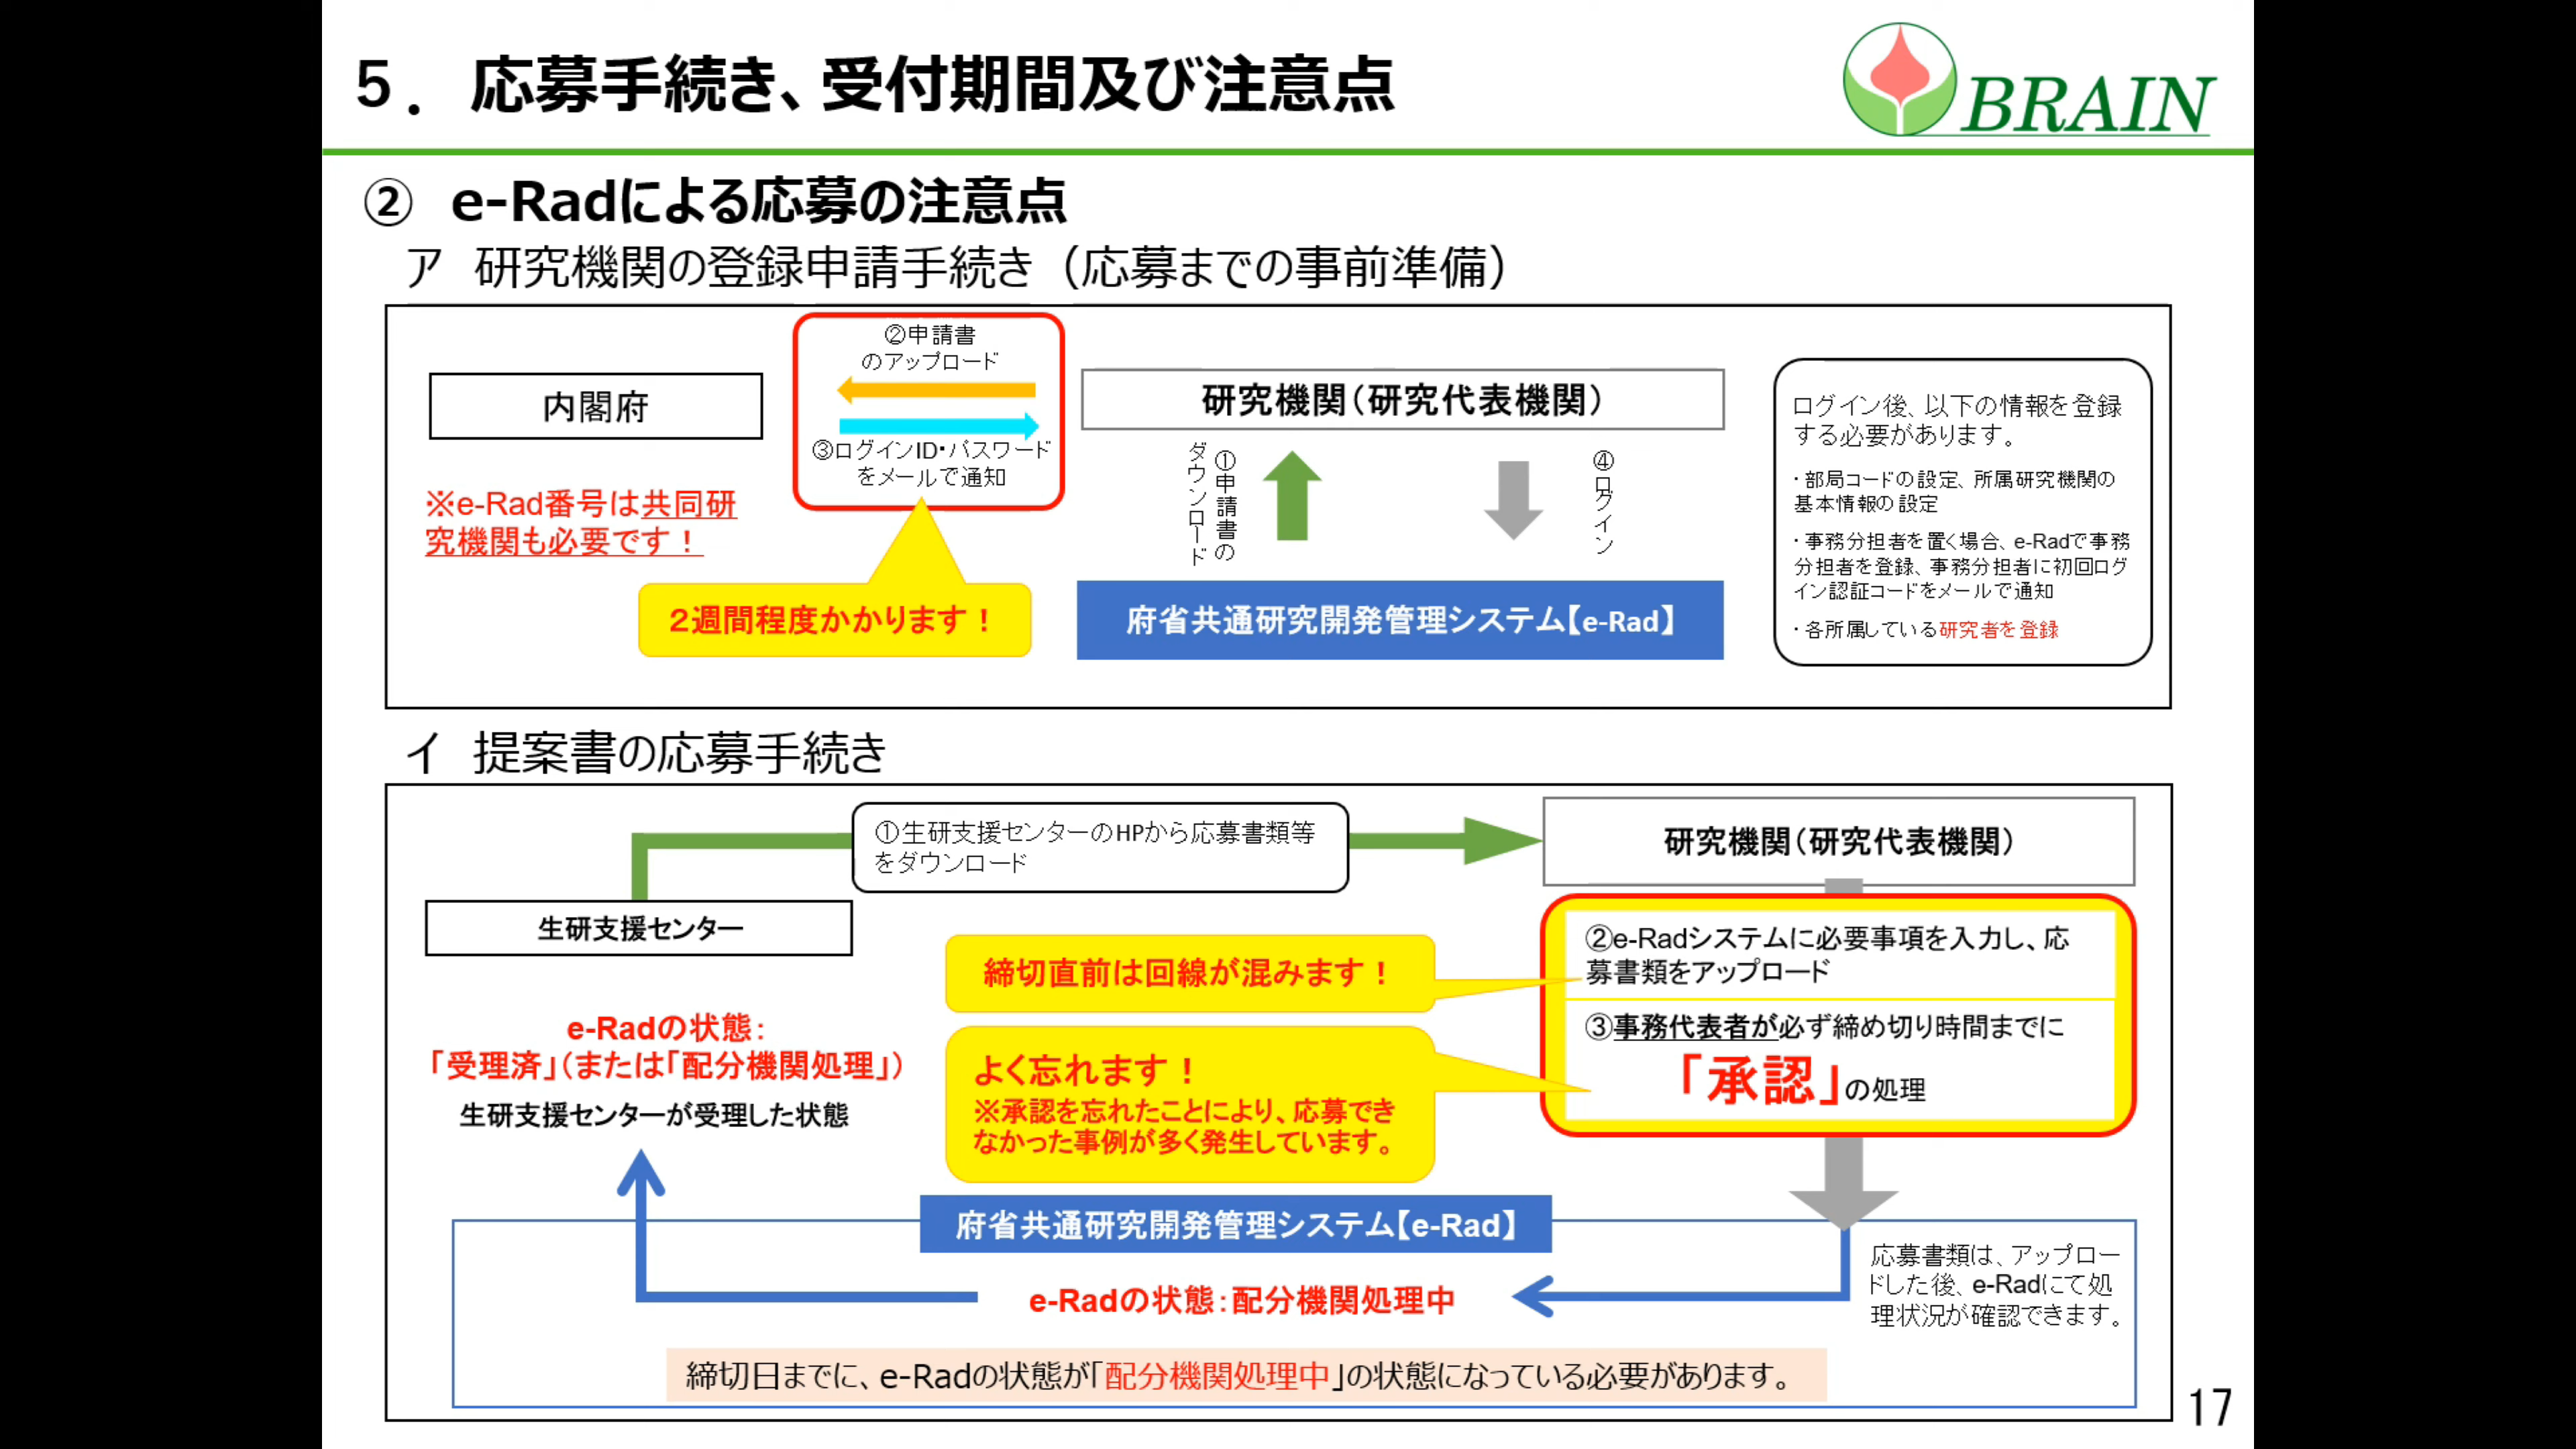 ５．応募手続き、受付期間及び注意点
BRAIN
② e-Radによる応募の注意点
ア 研究機関の登録申請手続き（応募までの事前準備）
内閣府
※e-Rad番号は共同研
究機関も必要です！
②申請書
のアップロード
③ログインID・パスワード
をメールで通知
２週間程度かかります！
研究機関（研究代表機関）
①申請書の
ダウンロード
④ログイン
府省共通研究開発管理システム【e-Rad】
ログイン後、以下の情報を登録
する必要があります。
・部局コードの設定、所属研究機関の
基本情報の設定
・事務分担者を置く場合、e-Radで事務
分担者を登録、事務分担者に初回ログ
イン認証コードをメールで通知
・各所属している研究者を登録
イ 提案書の応募手続き
①生研支援センターのHPから応募書類等
をダウンロード
研究機関（研究代表機関）
生研支援センター
②e-Radシステムに必要事項を入力し、応
募書類をアップロード
締切直前は回線が混みます！
③事務代表者が必ず締め切り時間までに
「承認」の処理
よく忘れます！
※承認を忘れたことにより、応募でき
なかった事例が多く発生しています。
e-Radの状態：
「受理済」（または「配分機関処理」）
生研支援センターが受理した状態
府省共通研究開発管理システム【e-Rad】
e-Radの状態：配分機関処理中
応募書類は、アップロー
ドした後、e-Radにて処
理状況が確認できます。
締切日までに、e-Radの状態が「配分機関処理中」の状態になっている必要があります。
17